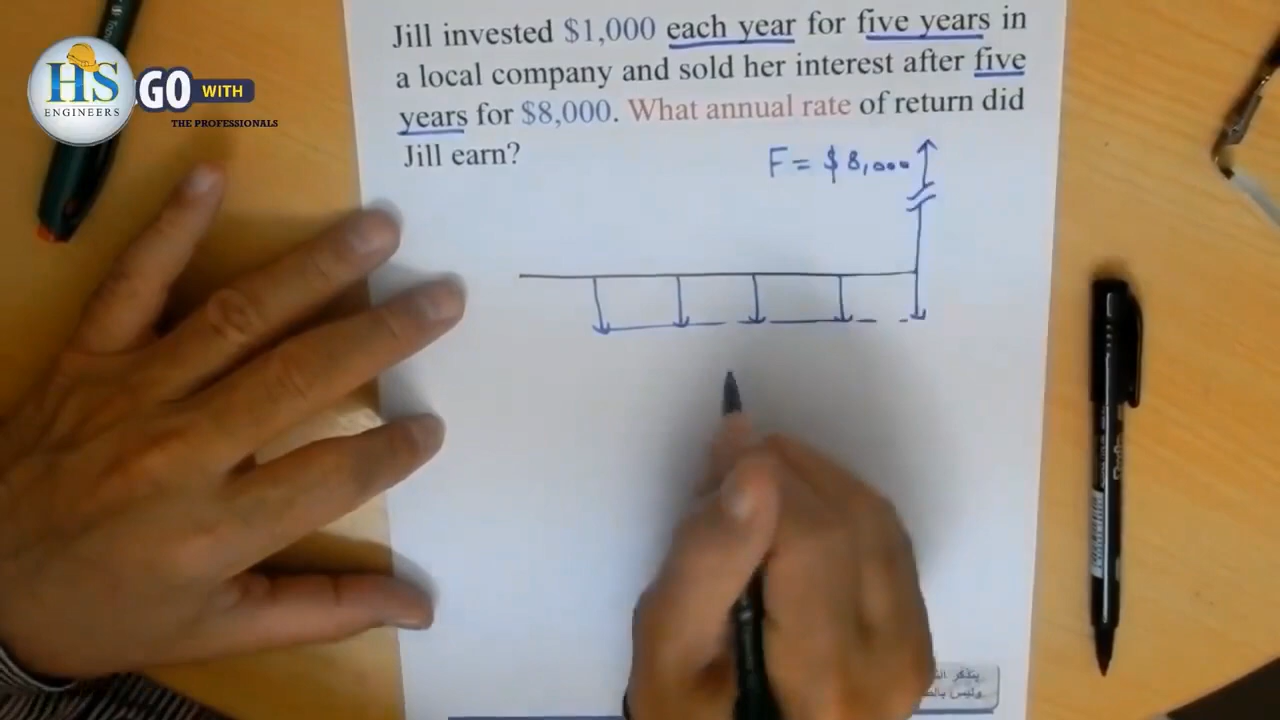 HS
ENGINEERS
GO WITH
THE PROFESSIONALS
Jill invested $1,000 each year for five years in
a local company and sold her interest after five
years for $8,000. What annual rate of return did
Jill earn?
F = $8,000